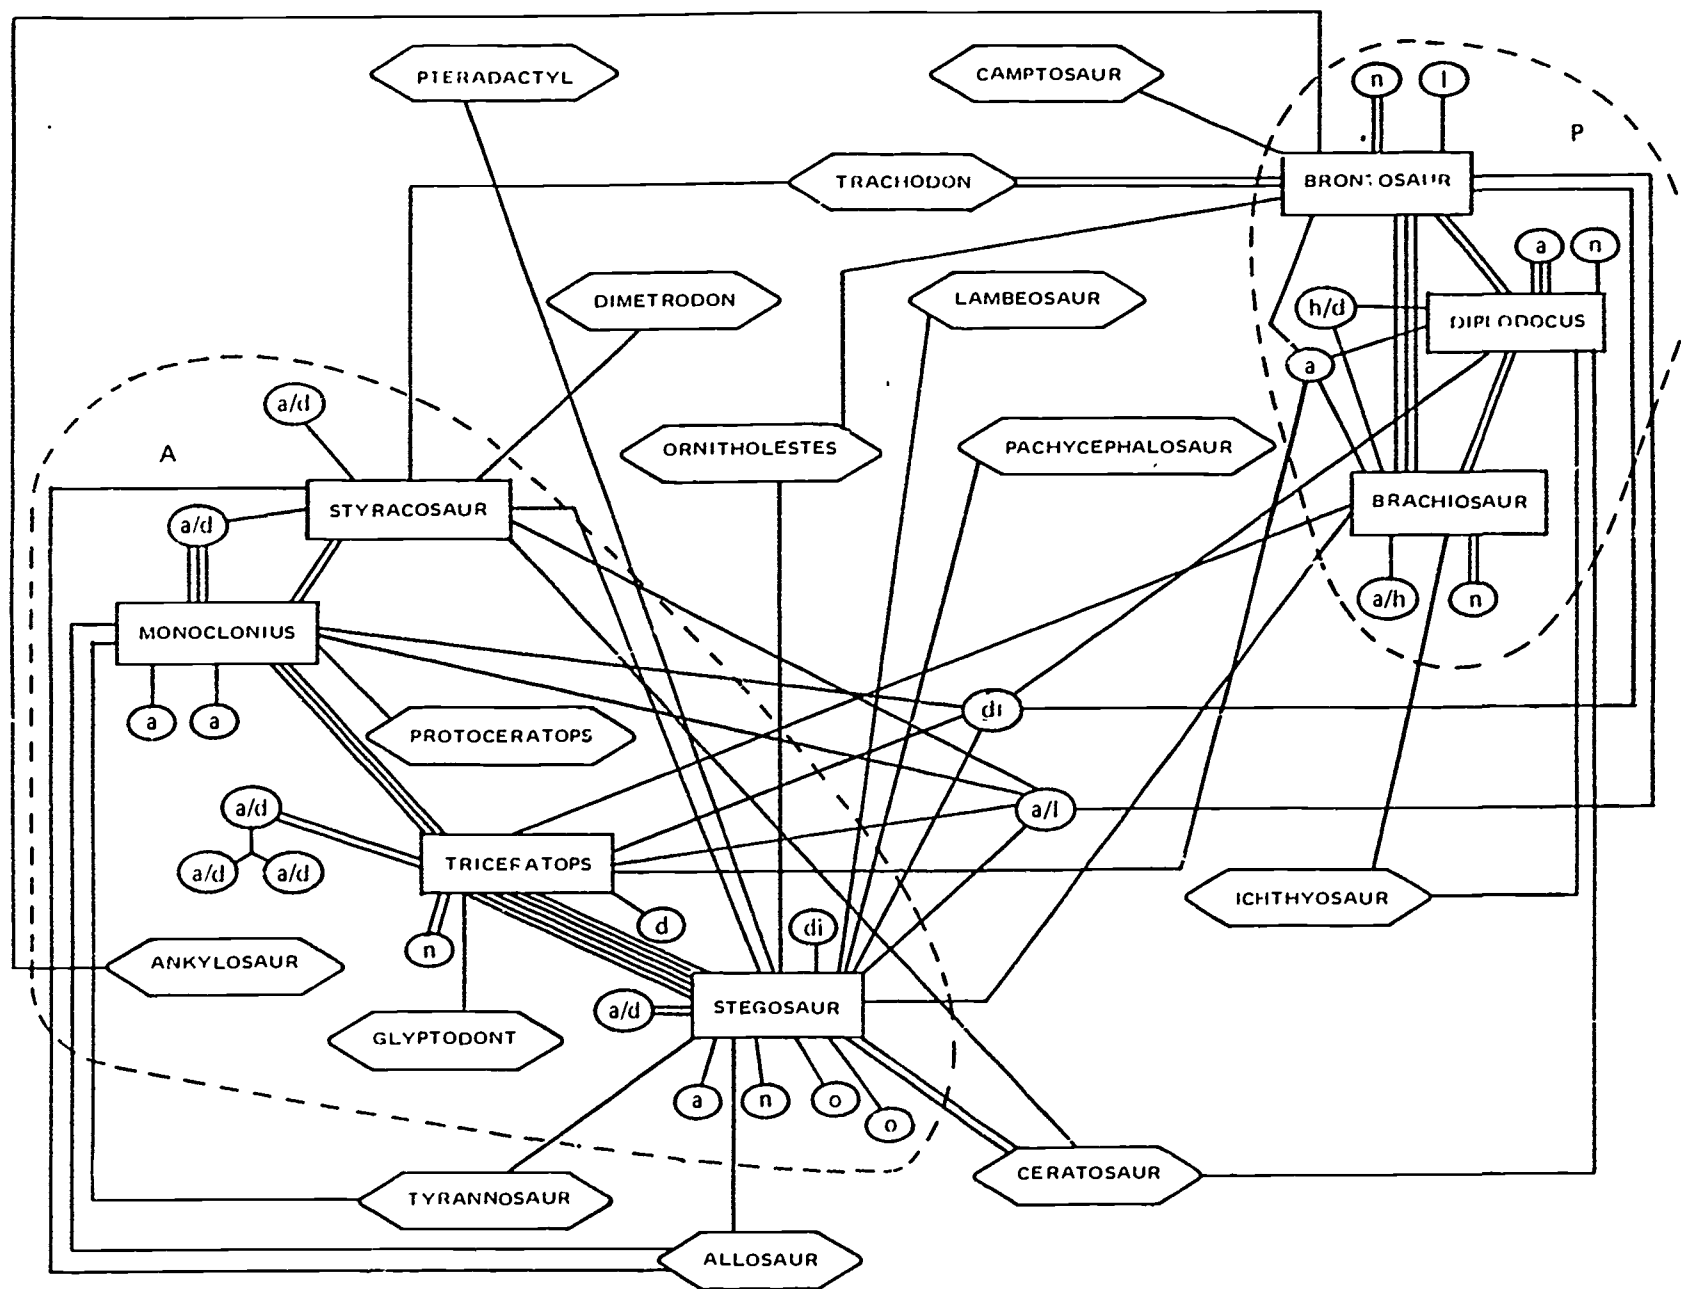 PTERADACTYL
CAMPTOSAUR
n
l
P
TRACHODON
BRONTOSAUR
a
n
DIMETRODON
LAMBEOSAUR
h/d
DIPLODOCUS
a
a/d
A
ORNITHOLESTES
PACHYCEPHALOSAUR
STYRACOSAUR
BRACHIOSAUR
a/d
a/h
n
MONOCLONIUS
a
a
di
PROTOCERATOPS
a/d
a/l
a/d
a/d
TRICERATOPS
ICHTHYOSAUR
d
di
n
ANKYLOSAUR
a/d
STEGOSAUR
GLYPTODONT
a
n
o
o
CERATOSAUR
TYRANNOSAUR
ALLOSAUR